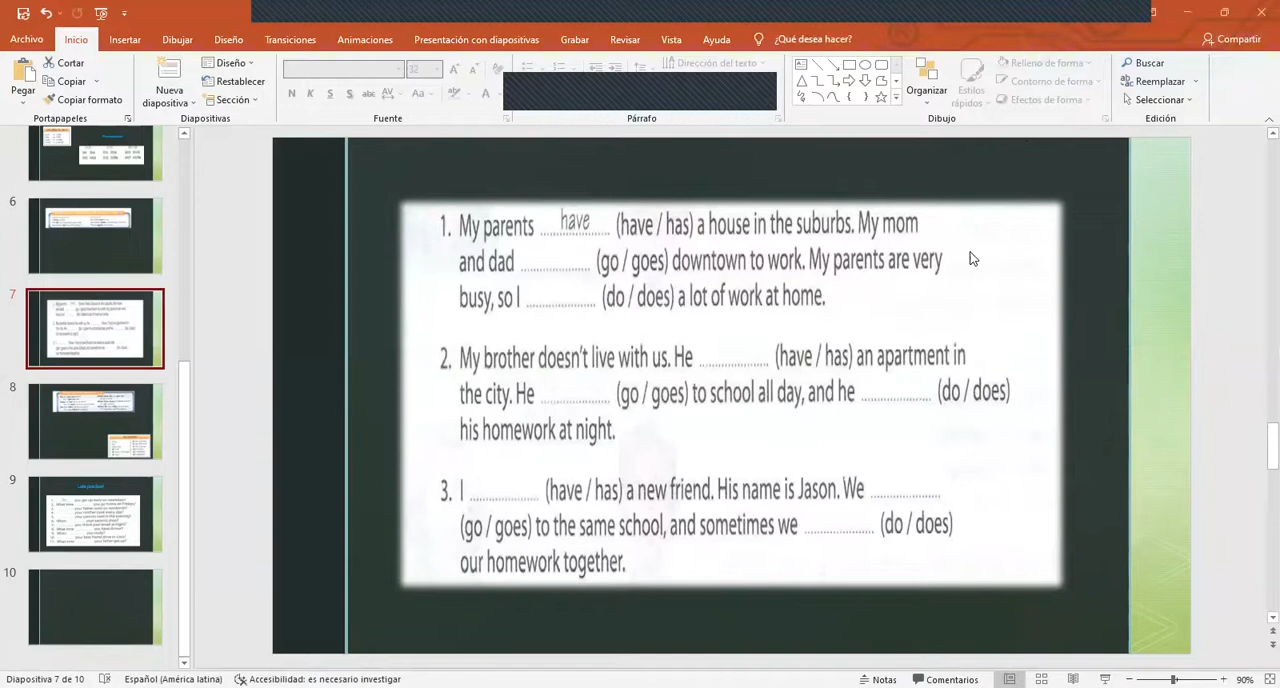 Archivo Inicio Insertar Dibujar Diseño Transiciones Animaciones Presentación con diapositivas Grabar Revisar Vista Ayuda ¿Qué desea hacer? Compartir
Pegar
Cortar
Copiar
Copiar formato
Portapapeles
Nueva diapositiva
Diseño
Restablecer
Sección
Diapositivas
12
N K S S abc AV Aa A
Fuente
Dirección del texto
Párrafo
Organizar
Estilos rápidos
Relleno de forma
Contorno de forma
Efectos de forma
Dibujo
Buscar
Reemplazar
Seleccionar
Edición
6
7
8
9
10
1. My parents have (have / has) a house in the suburbs. My mom
and dad .............. (go / goes) downtown to work. My parents are very
busy, so I .............. (do / does) a lot of work at home.
2. My brother doesn't live with us. He .............. (have / has) an apartment in
the city. He .............. (go / goes) to school all day, and he .............. (do / does)
his homework at night.
3. I .............. (have / has) a new friend. His name is Jason. We ..............
(go / goes) to the same school, and sometimes we .............. (do / does)
our homework together.
Diapositiva 7 de 10 Español (América latina) Accesibilidad: es necesario investigar Notas Comentarios 90%